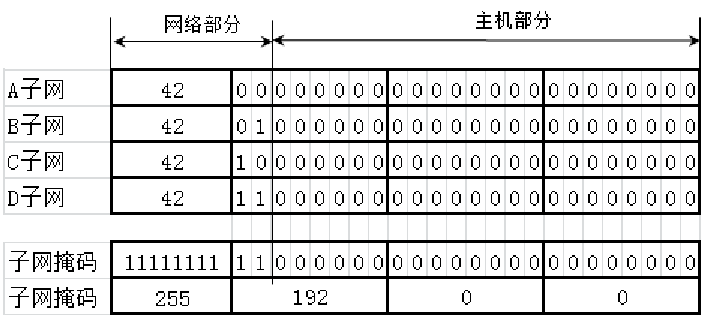 网络部分 主机部分
A子网 42 0 0 0 0 0 0 0 0 0 0 0 0 0 0 0 0 0 0 0 0 0 0 0 0
B子网 42 0 1 0 0 0 0 0 0 0 0 0 0 0 0 0 0 0 0 0 0 0 0 0 0
C子网 42 1 0 0 0 0 0 0 0 0 0 0 0 0 0 0 0 0 0 0 0 0 0 0 0
D子网 42 1 1 0 0 0 0 0 0 0 0 0 0 0 0 0 0 0 0 0 0 0 0 0 0
子网掩码 11111111 1 1 0 0 0 0 0 0 0 0 0 0 0 0 0 0 0 0 0 0 0 0 0 0
子网掩码 255 192 0 0